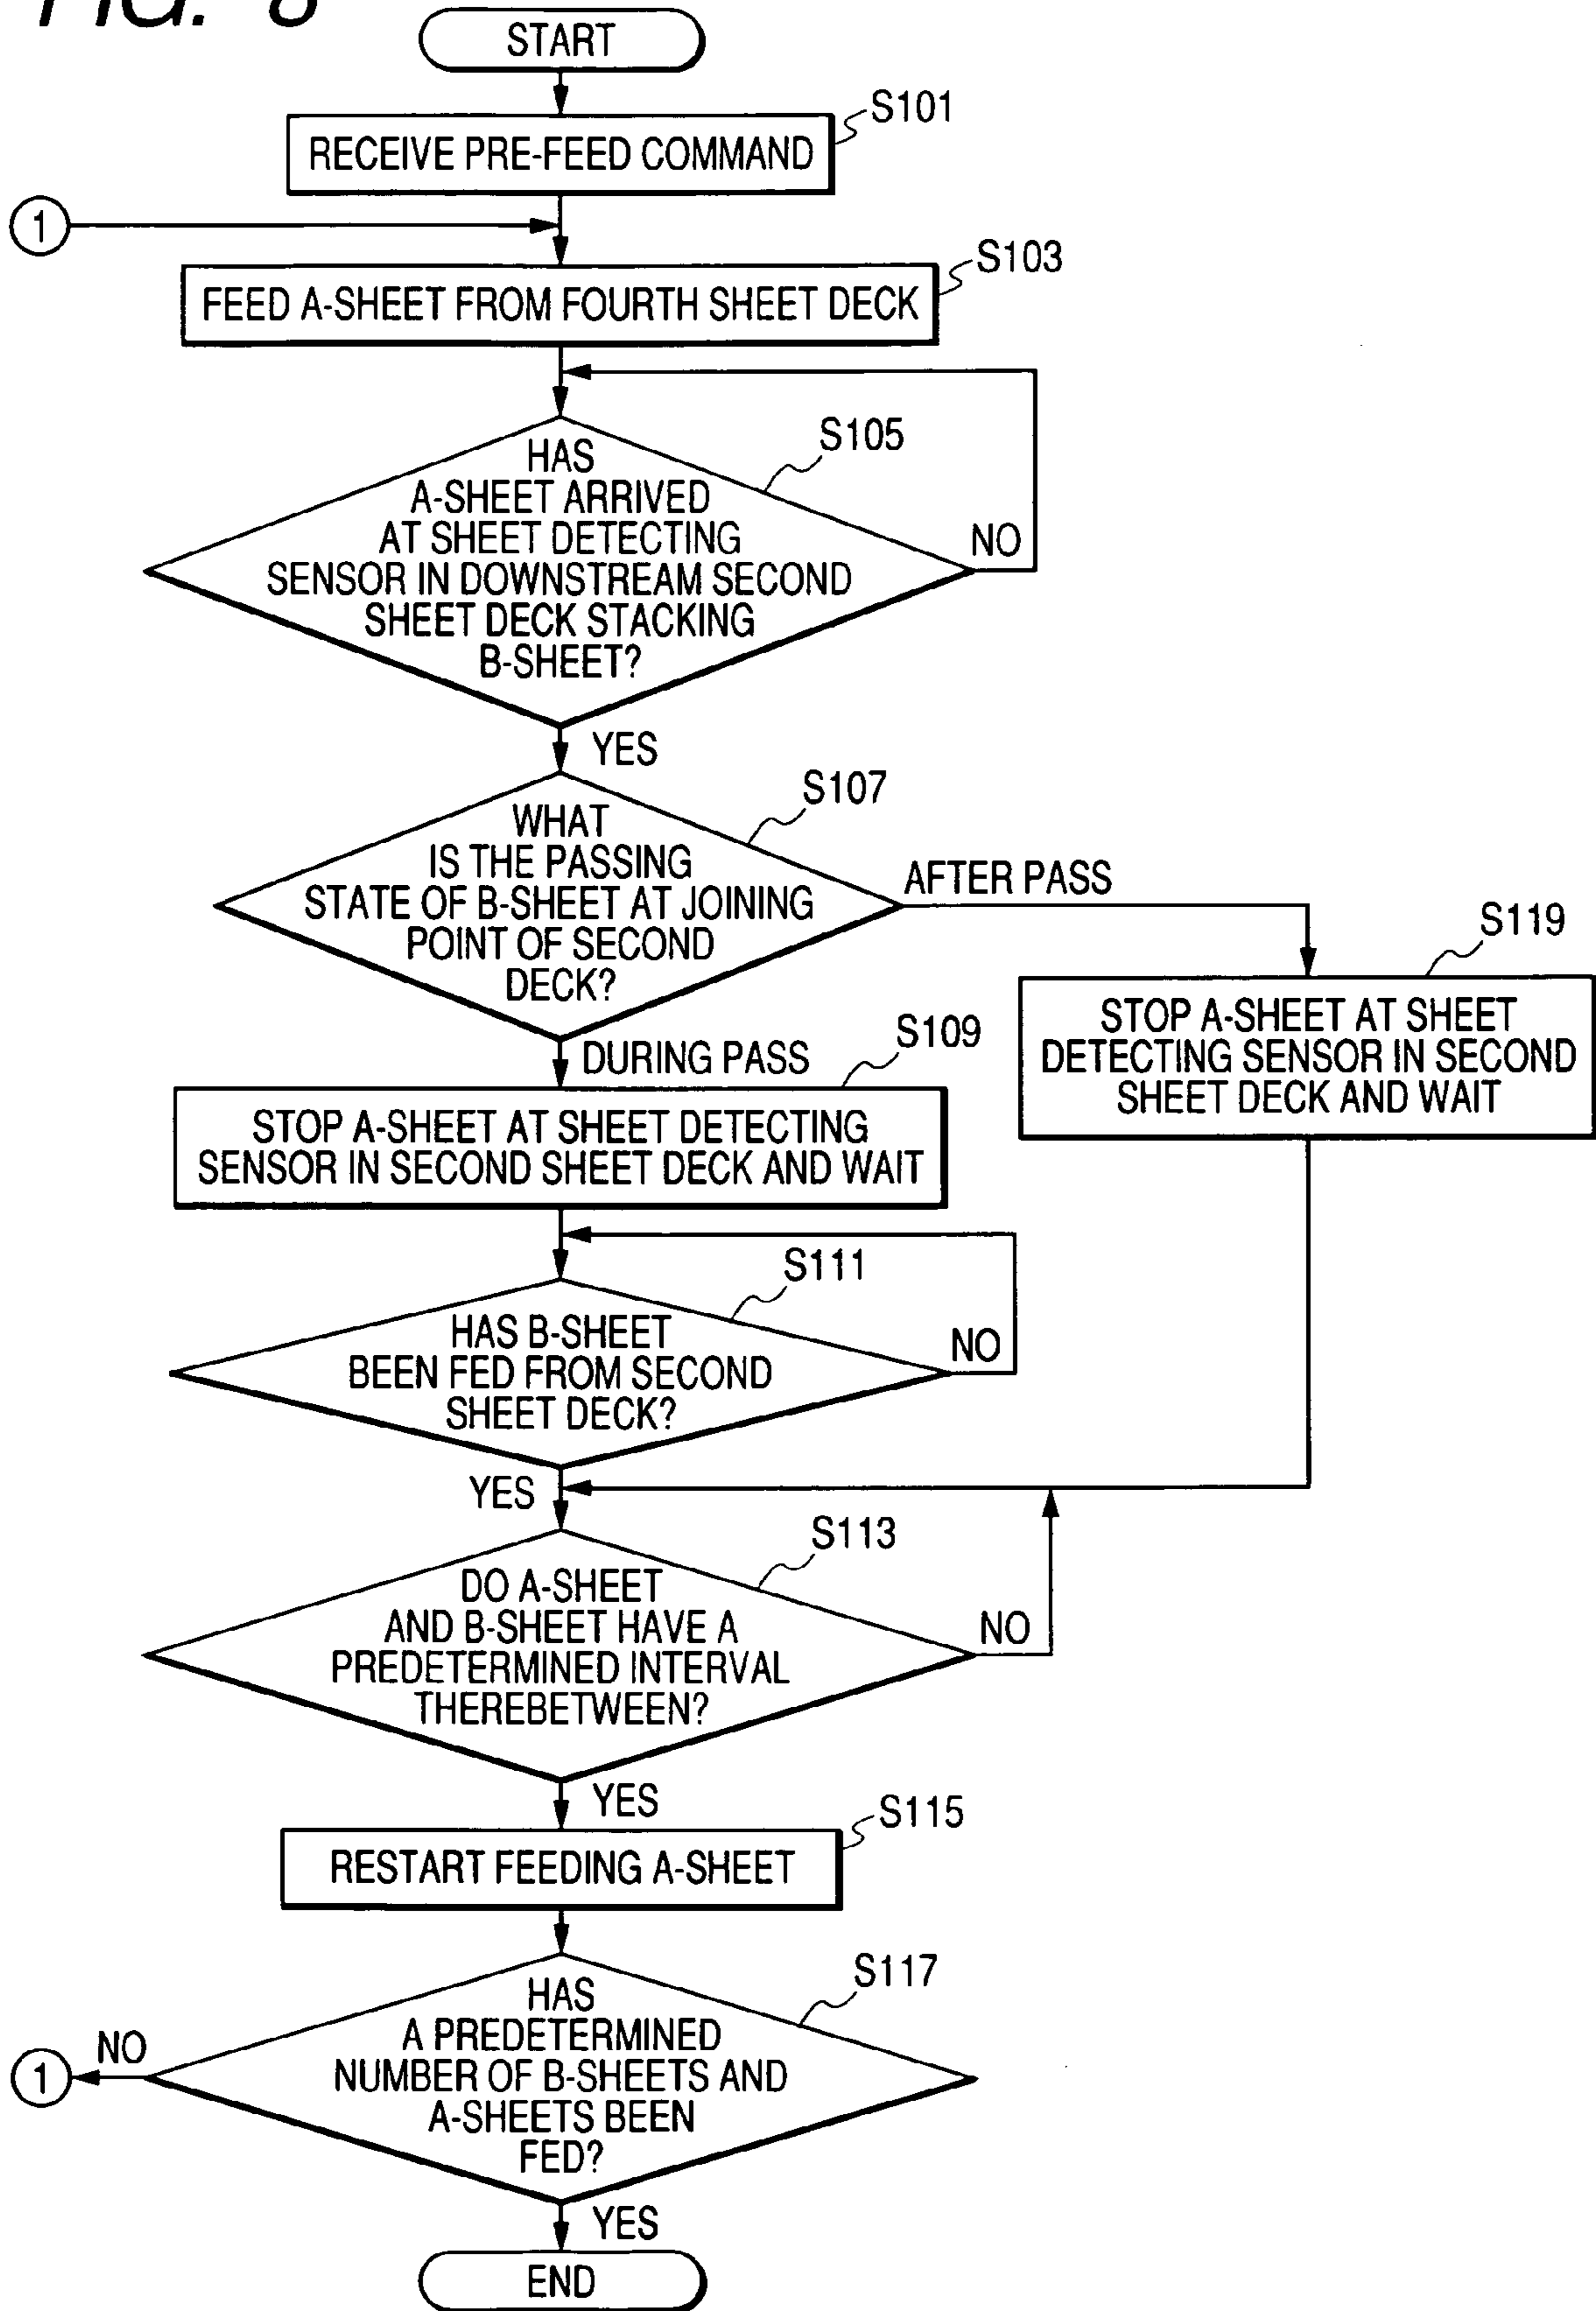 FIG.
START
S101
RECEIVE PRE-FEED COMMAND
1
S103
FEED A-SHEET FROM FOURTH SHEET DECK
S105
HAS
A-SHEET ARRIVED
AT SHEET DETECTING
SENSOR IN DOWNSTREAM SECOND
SHEET DECK STACKING
B-SHEET?
NO
YES
S107
WHAT
IS THE PASSING
STATE OF B-SHEET AT JOINING
POINT OF SECOND
DECK?
AFTER PASS
S119
STOP A-SHEET AT SHEET
DETECTING SENSOR IN SECOND
SHEET DECK AND WAIT
DURING PASS
S109
STOP A-SHEET AT SHEET DETECTING
SENSOR IN SECOND SHEET DECK AND WAIT
S111
HAS B-SHEET
BEEN FED FROM SECOND
SHEET DECK?
NO
YES
S113
DO A-SHEET
AND B-SHEET HAVE A
PREDETERMINED INTERVAL
THEREBETWEEN?
NO
YES
S115
RESTART FEEDING A-SHEET
S117
HAS
A PREDETERMINED
NUMBER OF B-SHEETS AND
A-SHEETS BEEN
FED?
NO
1
YES
END